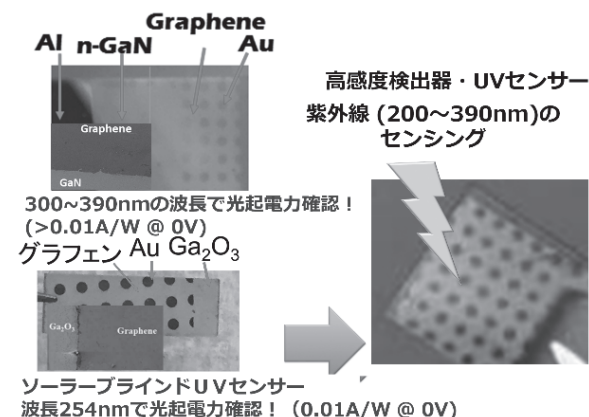 Graphene
Al n-GaN Au
Graphene
GaN
300～390nmの波長で光起電力確認！
(>0.01A/W @ 0V)
グラフェン Au Ga₂O₃
Ga₂O₃
Graphene
ソーラーブラインドＵＶセンサー
波長254nmで光起電力確認！（0.01A/W @ 0V）
高感度検出器・UVセンサー
紫外線 (200～390nm)の
センシング